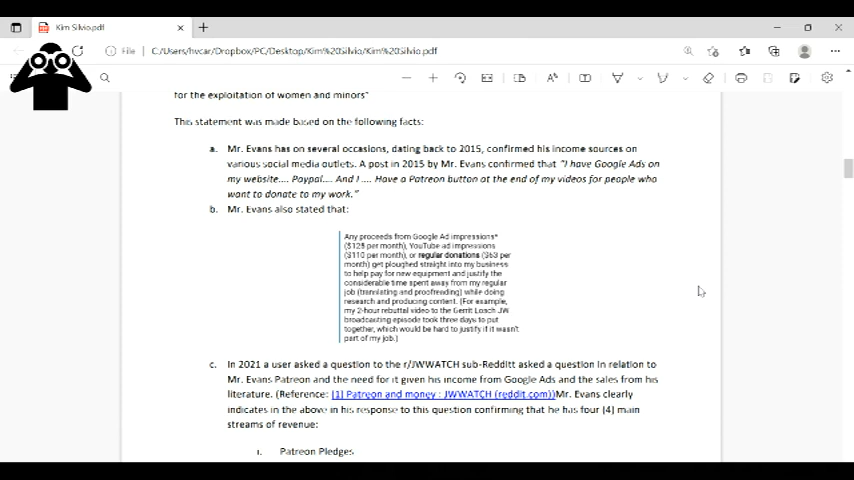 Kim Silvio.pdf
File
C:/Users/hvcar/Dropbox/PC/Desktop/Kim%20Silvio/Kim%20Silvio.pdf
for the exploitation of women and minors"
This statement was made based on the following facts:
a. Mr. Evans has on several occasions, dating back to 2015, confirmed his income sources on
various social media outlets. A post in 2015 by Mr. Evans confirmed that "I have Google Ads on
my website.... Paypal.... And I .... Have a Patreon button at the end of my videos for people who
want to donate to my work."
b. Mr. Evans also stated that:
Any proceeds from Google Ad impressions*
($125 per month), YouTube ad impressions
($110 per month), or regular donations ($63 per
month) get ploughed straight into my business
to help pay for new equipment and justify the
considerable time spent away from my regular
job (translating and proofreading) while doing
research and producing content. (For example,
my 2-hour rebuttal video to the Gerrit Losch JW
broadcasting episode took three days to put
together, which would be hard to justify if it wasn't
part of my job.)
c. In 2021 a user asked a question to the r/JWWATCH sub-Redditt asked a question in relation to
Mr. Evans Patreon and the need for it given his income from Google Ads and the sales from his
literature. (Reference: [1] Patreon and money : JWWATCH (reddit.com))Mr. Evans clearly
indicates in the above in his response to this question confirming that he has four [4] main
streams of revenue:
i. Patreon Pledges